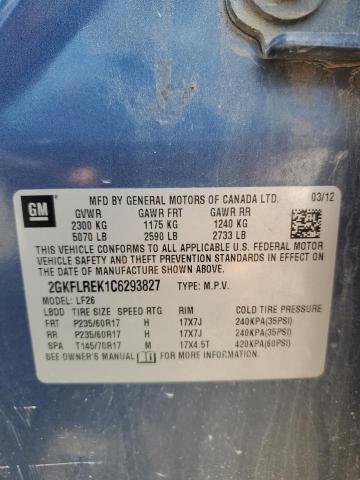 GM
MFD BY GENERAL MOTORS OF CANADA LTD. 03/12
GVWR GAWR FRT GAWR RR
2300 KG 1175 KG 1240 KG
5070 LB 2590 LB 2733 LB
THIS VEHICLE CONFORMS TO ALL APPLICABLE U.S. FEDERAL MOTOR
VEHICLE SAFETY AND THEFT PREVENTION STANDARDS IN EFFECT ON
THE DATE OF MANUFACTURE SHOWN ABOVE.
2GKFLREK1C6293827 TYPE: M.P.V.
MODEL: LF26
LBDD TIRE SIZE SPEED RTG RIM COLD TIRE PRESSURE
FRT P235/60R17 H 17X7J 240KPA(35PSI)
RR P235/60R17 H 17X7J 240KPA(35PSI)
SPA T145/70R17 M 17X4.5T 420KPA(60PSI)
SEE OWNER'S MANUAL FOR MORE INFORMATION.